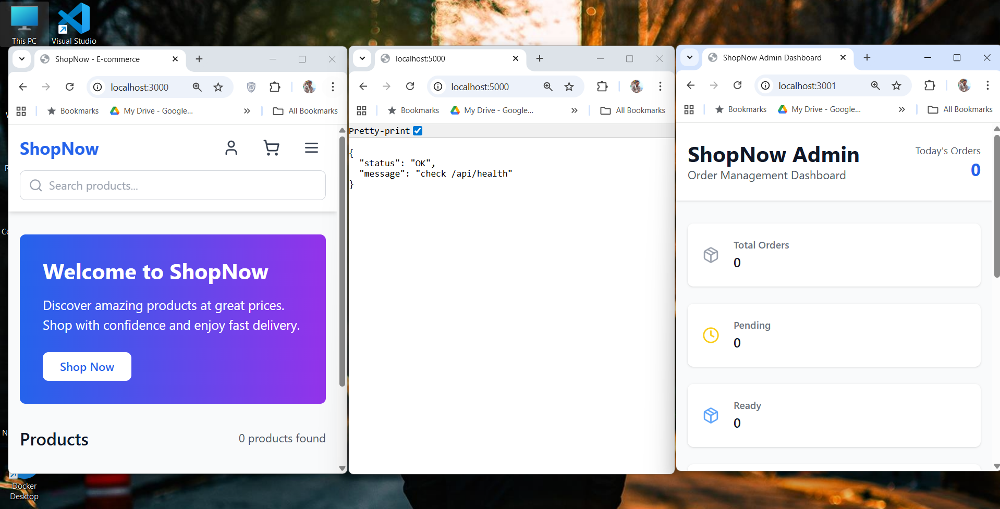 This PC
Visual Studio
ShopNow - E-commerce
localhost:3000
Bookmarks
My Drive - Google...
All Bookmarks
ShopNow
Search products...
Welcome to ShopNow
Discover amazing products at great prices.
Shop with confidence and enjoy fast delivery.
Shop Now
Products
0 products found
localhost:5000
localhost:5000
Bookmarks
My Drive - Google...
All Bookmarks
Pretty-print
{
"status": "OK",
"message": "check /api/health"
}
ShopNow Admin Dashboard
localhost:3001
Bookmarks
My Drive - Google...
All Bookmarks
ShopNow Admin
Order Management Dashboard
Today's Orders
0
Total Orders
0
Pending
0
Ready
0
Docker
Desktop